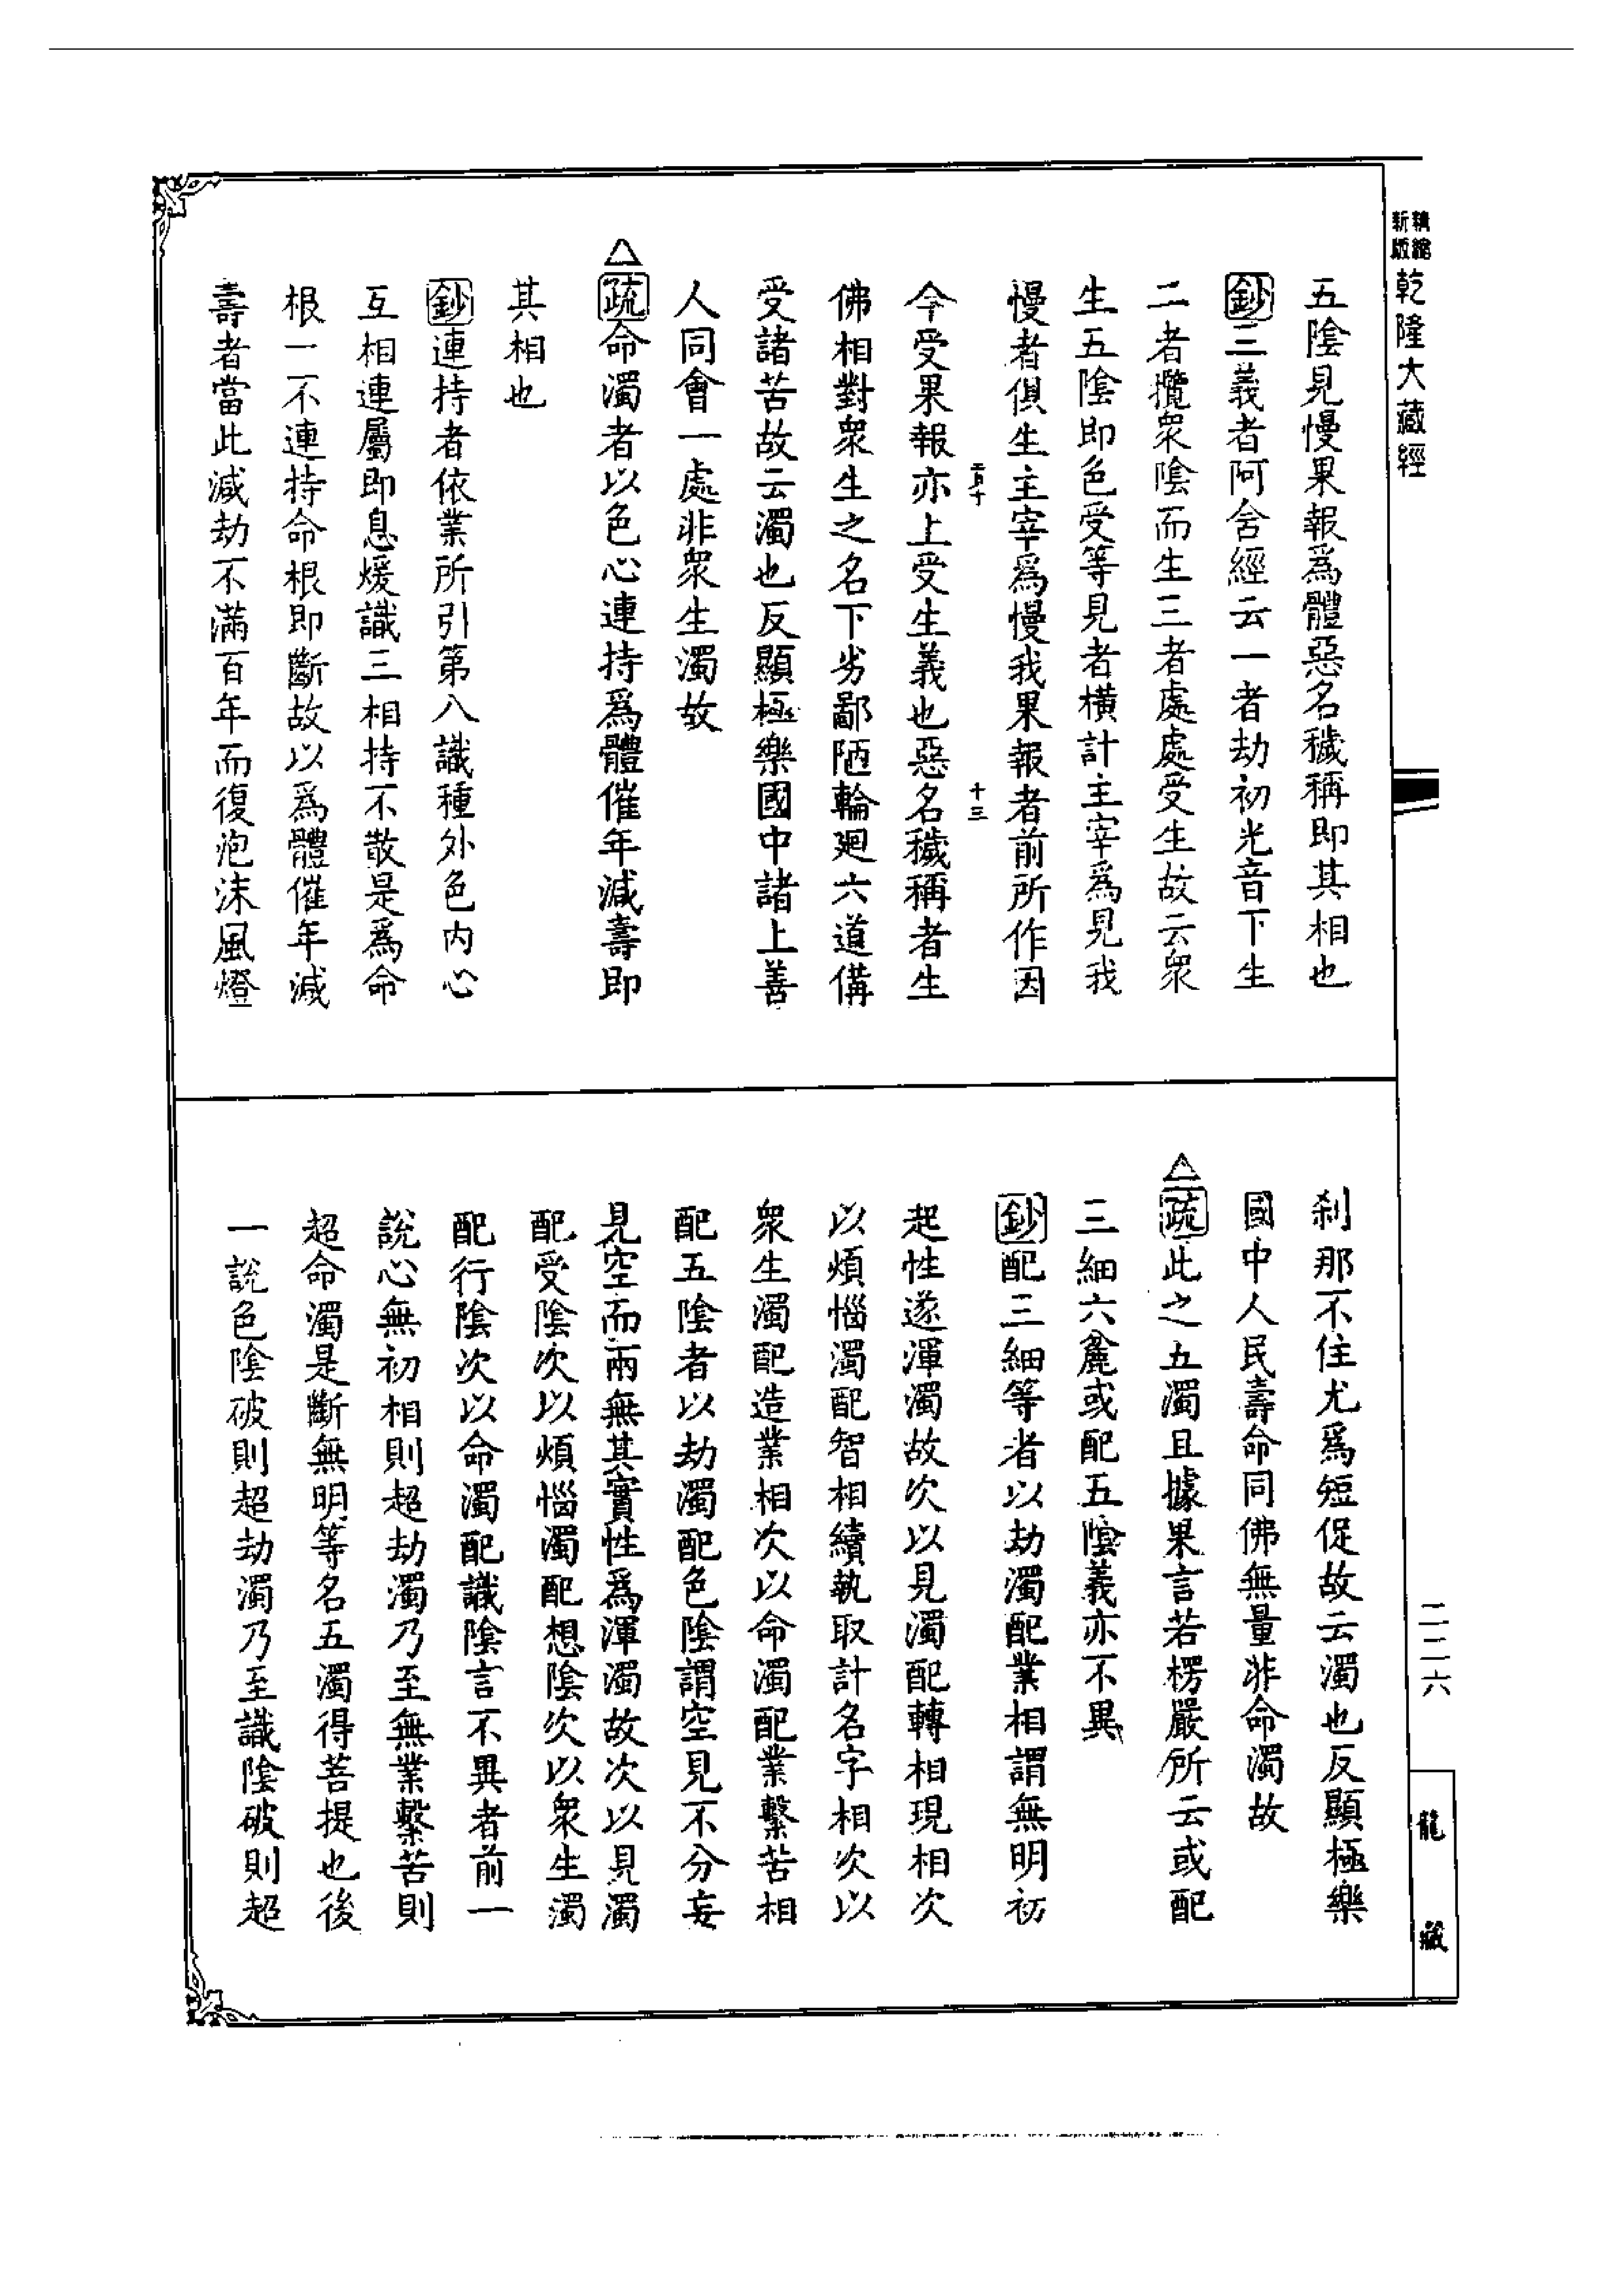 新版
精縮
乾隆大藏經
五陰見慢果報爲體惡名穢稱即其相也
鈔三義者阿含經云一者劫初光音下生
二者攬衆陰而生三者處處受生故云衆
生五陰即色受等見者橫計主宰爲見我
慢者俱生主宰爲慢我果報者前所作因
二百十
十三
今受果報亦上受生義也惡名穢稱者生
佛相對衆生之名下劣鄙陋輪廻六道備
受諸苦故云濁也反顯極樂國中諸上善
人同會一處非衆生濁故
△疏命濁者以色心連持爲體催年減壽即
其相也
鈔連持者依業所引第八識種外色内心
互相連屬即息煖識三相持不散是爲命
根一不連持命根即斷故以爲體催年減
壽者當此減劫不滿百年而復泡沫風燈
刹那不住尤爲短促故云濁也反顯極樂
國中人民壽命同佛無量非命濁故
△疏此之五濁且據果言若楞嚴所云或配
三細六麄或配五陰義亦不異
鈔配三細等者以劫濁配業相謂無明初
起性遂渾濁故次以見濁配轉相現相次
以煩惱濁配智相續執取計名字相次以
衆生濁配造業相次以命濁配業繫苦相
配五陰者以劫濁配色陰謂空見不分妄
見空而兩無其實性爲渾濁故次以見濁
配受陰次以煩惱濁配想陰次以衆生濁
配行陰次以命濁配識陰言不異者前一
說心無初相則超劫濁乃至無業繫苦則
超命濁是斷無明等名五濁得菩提也後
一說色陰破則超劫濁乃至識陰破則超
二二六
龍藏